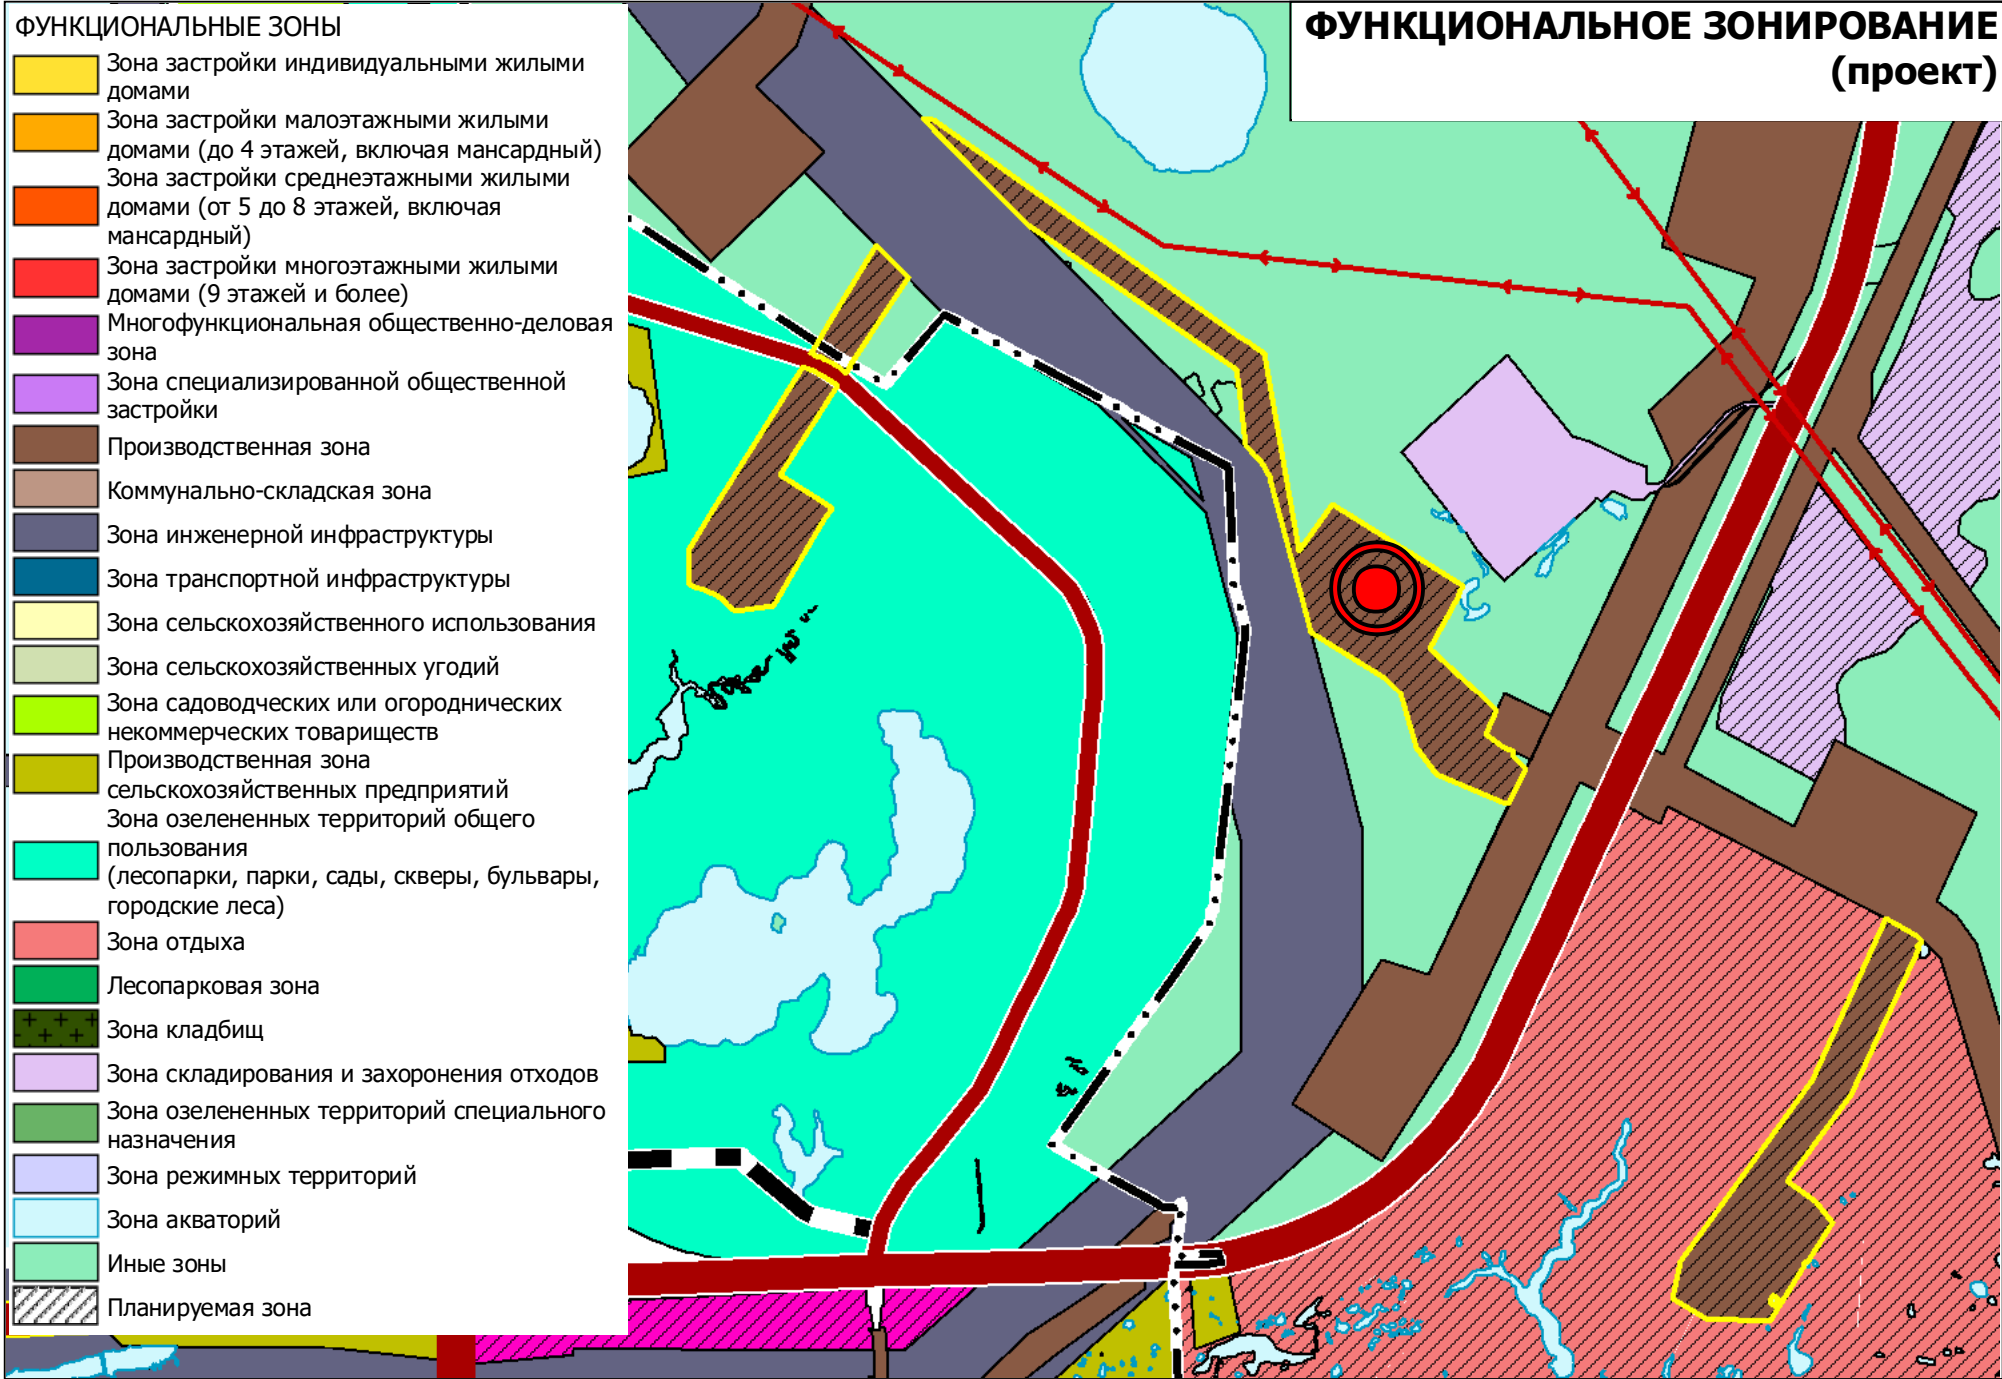 ФУНКЦИОНАЛЬНОЕ ЗОНИРОВАНИЕ
(проект)
ФУНКЦИОНАЛЬНЫЕ ЗОНЫ
Зона застройки индивидуальными жилыми
домами
Зона застройки малоэтажными жилыми
домами (до 4 этажей, включая мансардный)
Зона застройки среднеэтажными жилыми
домами (от 5 до 8 этажей, включая
мансардный)
Зона застройки многоэтажными жилыми
домами (9 этажей и более)
Многофункциональная общественно-деловая
зона
Зона специализированной общественной
застройки
Производственная зона
Коммунально-складская зона
Зона инженерной инфраструктуры
Зона транспортной инфраструктуры
Зона сельскохозяйственного использования
Зона сельскохозяйственных угодий
Зона садоводческих или огороднических
некоммерческих товариществ
Производственная зона
сельскохозяйственных предприятий
Зона озелененных территорий общего
пользования
(лесопарки, парки, сады, скверы, бульвары,
городские леса)
Зона отдыха
Лесопарковая зона
Зона кладбищ
Зона складирования и захоронения отходов
Зона озелененных территорий специального
назначения
Зона режимных территорий
Зона акваторий
Иные зоны
Планируемая зона